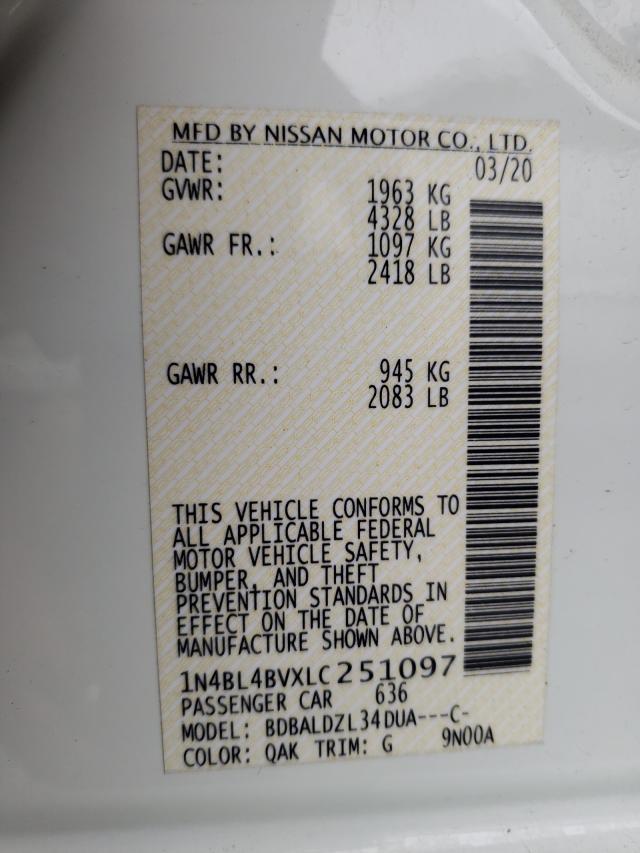 MFD BY NISSAN MOTOR CO., LTD.
DATE: 03/20
GVWR: 1963 KG
4328 LB
GAWR FR.: 1097 KG
2418 LB
GAWR RR.: 945 KG
2083 LB
THIS VEHICLE CONFORMS TO
ALL APPLICABLE FEDERAL
MOTOR VEHICLE SAFETY,
BUMPER, AND THEFT
PREVENTION STANDARDS IN
EFFECT ON THE DATE OF
MANUFACTURE SHOWN ABOVE.
1N4BL4BVXLC251097
PASSENGER CAR 636
MODEL: BDBALDZL34DUA---C-
COLOR: QAK TRIM: G 9N00A